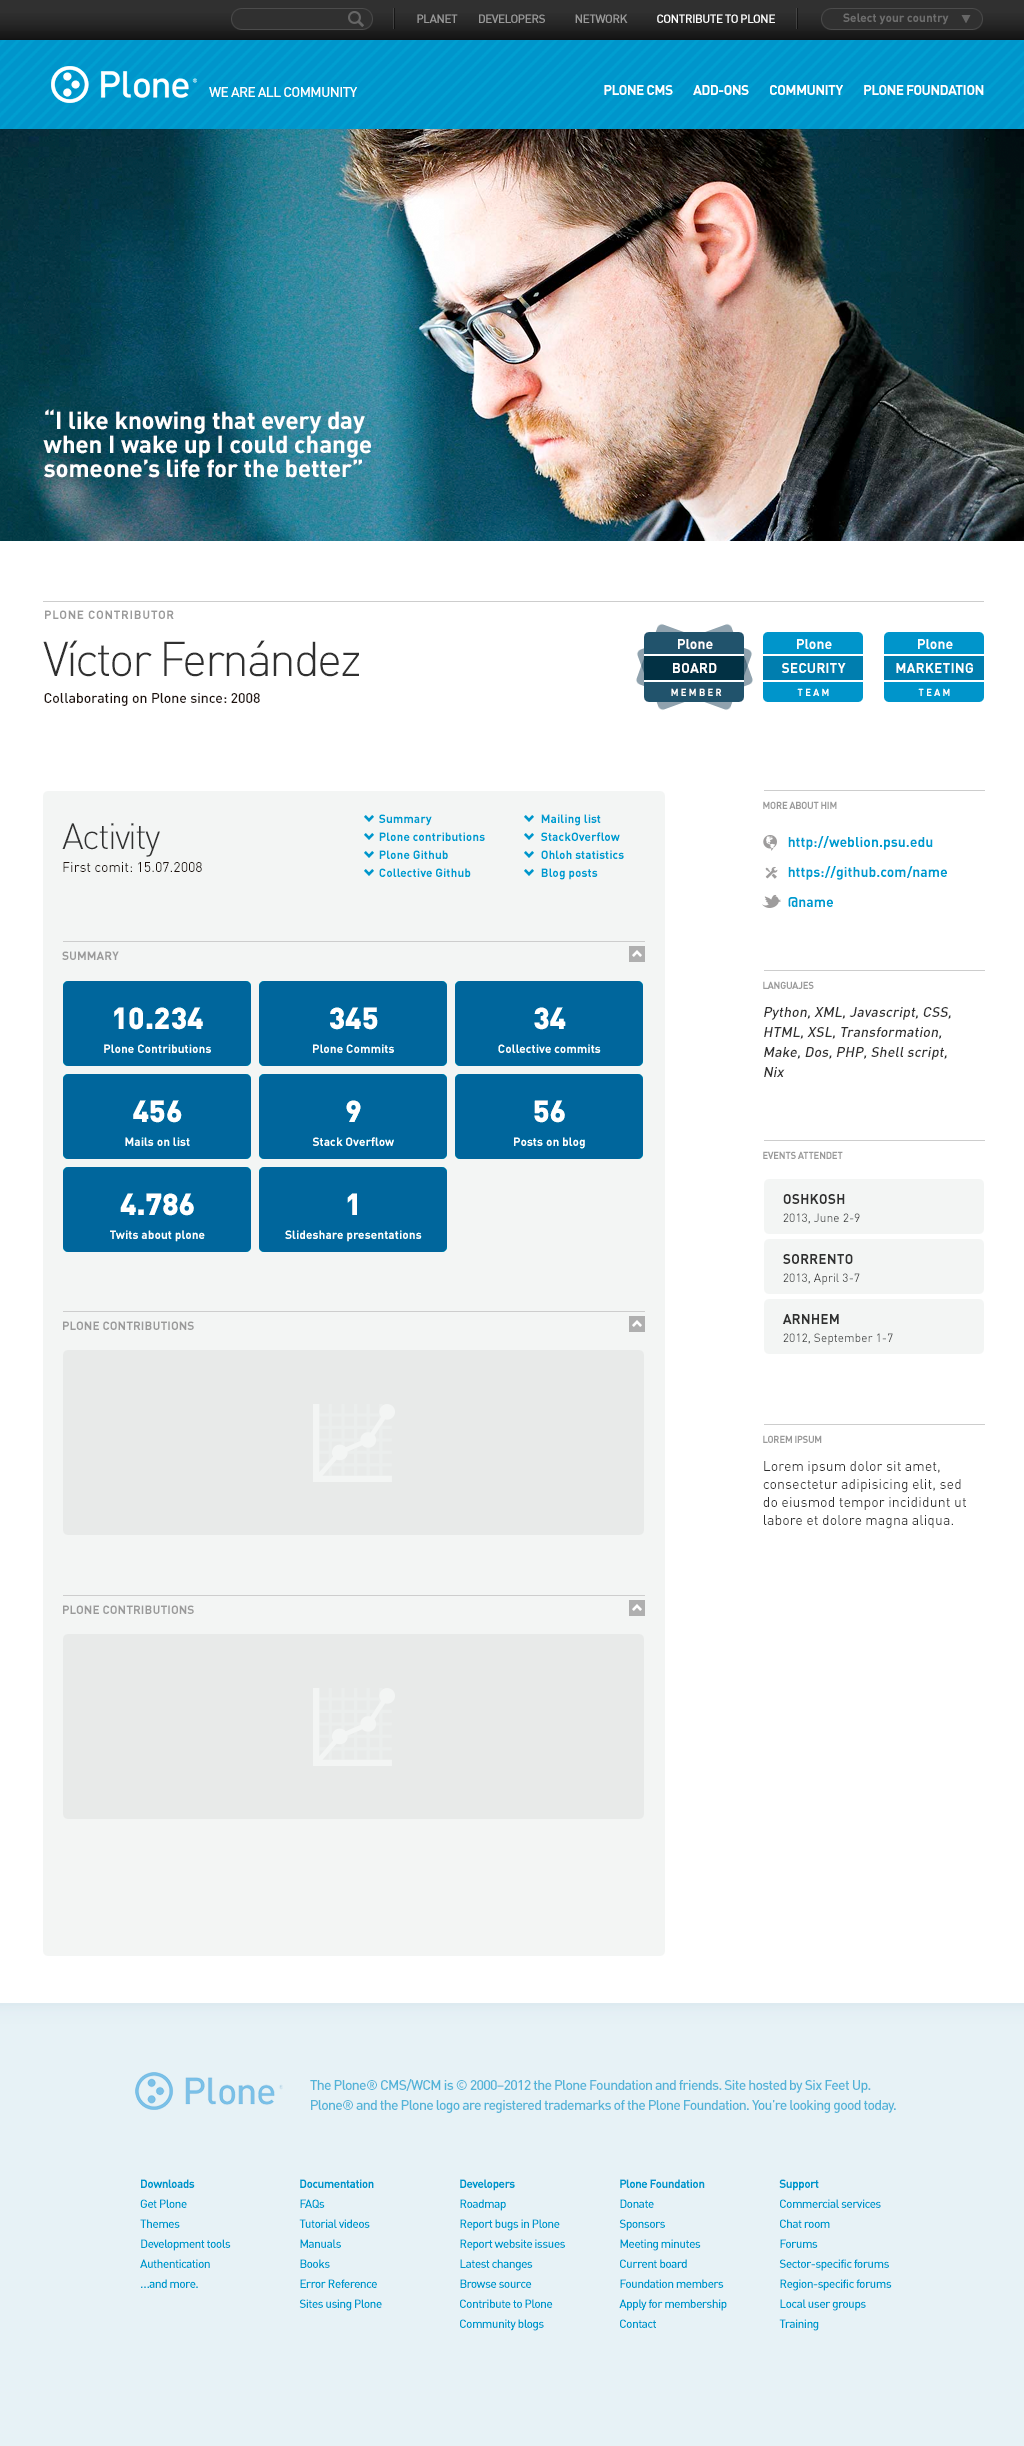 PLANET DEVELOPERS NETWORK CONTRIBUTE TO PLONE Select your country
Plone® WE ARE ALL COMMUNITY
PLONE CMS ADD-ONS COMMUNITY PLONE FOUNDATION
“I like knowing that every day
when I wake up I could change
someone’s life for the better”
PLONE CONTRIBUTOR
Víctor Fernández
Collaborating on Plone since: 2008
Plone
BOARD
MEMBER
Plone
SECURITY
TEAM
Plone
MARKETING
TEAM
Activity
First comit: 15.07.2008
Summary
Plone contributions
Plone Github
Collective Github
Mailing list
StackOverflow
Ohloh statistics
Blog posts
SUMMARY
10.234
Plone Contributions
345
Plone Commits
34
Collective commits
456
Mails on list
9
Stack Overflow
56
Posts on blog
4.786
Twits about plone
1
Slideshare presentations
PLONE CONTRIBUTIONS
PLONE CONTRIBUTIONS
MORE ABOUT HIM
http://weblion.psu.edu
https://github.com/name
@name
LANGUAJES
Python, XML, Javascript, CSS,
HTML, XSL, Transformation,
Make, Dos, PHP, Shell script,
Nix
EVENTS ATTENDET
OSHKOSH
2013, June 2-9
SORRENTO
2013, April 3-7
ARNHEM
2012, September 1-7
LOREM IPSUM
Lorem ipsum dolor sit amet,
consectetur adipisicing elit, sed
do eiusmod tempor incididunt ut
labore et dolore magna aliqua.
Plone
The Plone® CMS/WCM is © 2000–2012 the Plone Foundation and friends. Site hosted by Six Feet Up.
Plone® and the Plone logo are registered trademarks of the Plone Foundation. You’re looking good today.
Downloads
Get Plone
Themes
Development tools
Authentication
...and more.
Documentation
FAQs
Tutorial videos
Manuals
Books
Error Reference
Sites using Plone
Developers
Roadmap
Report bugs in Plone
Report website issues
Latest changes
Browse source
Contribute to Plone
Community blogs
Plone Foundation
Donate
Sponsors
Meeting minutes
Current board
Foundation members
Apply for membership
Contact
Support
Commercial services
Chat room
Forums
Sector-specific forums
Region-specific forums
Local user groups
Training